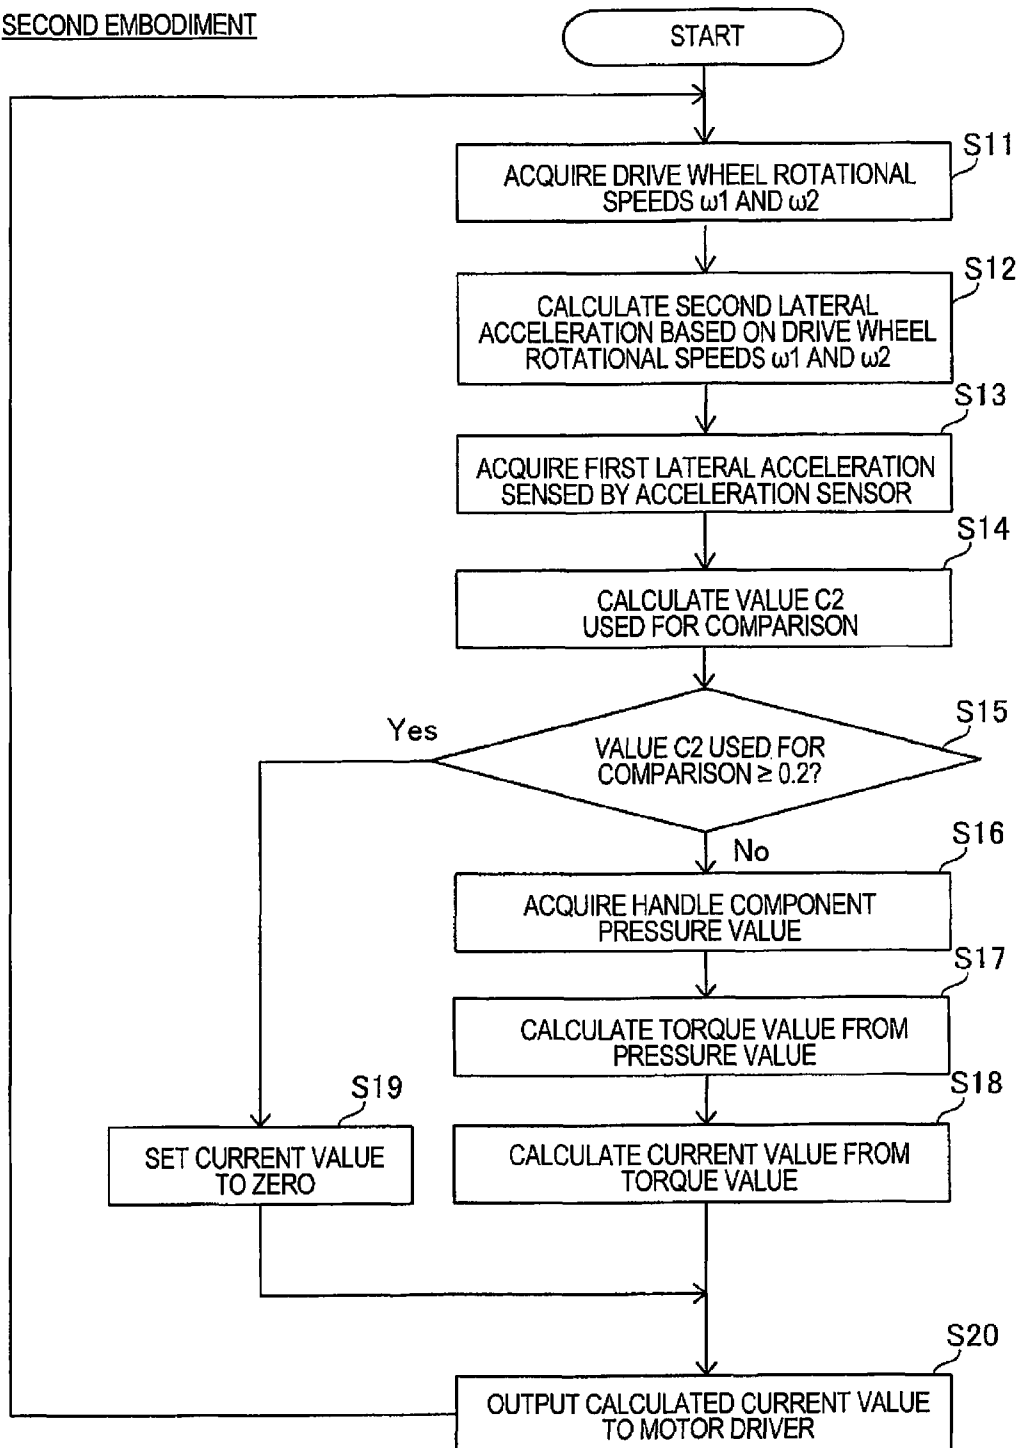 SECOND EMBODIMENT
START
S11
ACQUIRE DRIVE WHEEL ROTATIONAL
SPEEDS ω1 AND ω2
S12
CALCULATE SECOND LATERAL
ACCELERATION BASED ON DRIVE WHEEL
ROTATIONAL SPEEDS ω1 AND ω2
S13
ACQUIRE FIRST LATERAL ACCELERATION
SENSED BY ACCELERATION SENSOR
S14
CALCULATE VALUE C2
USED FOR COMPARISON
S15
Yes
VALUE C2 USED FOR
COMPARISON ≥ 0.2?
No
S16
ACQUIRE HANDLE COMPONENT
PRESSURE VALUE
S17
CALCULATE TORQUE VALUE FROM
PRESSURE VALUE
S18
CALCULATE CURRENT VALUE FROM
TORQUE VALUE
S19
SET CURRENT VALUE
TO ZERO
S20
OUTPUT CALCULATED CURRENT VALUE
TO MOTOR DRIVER